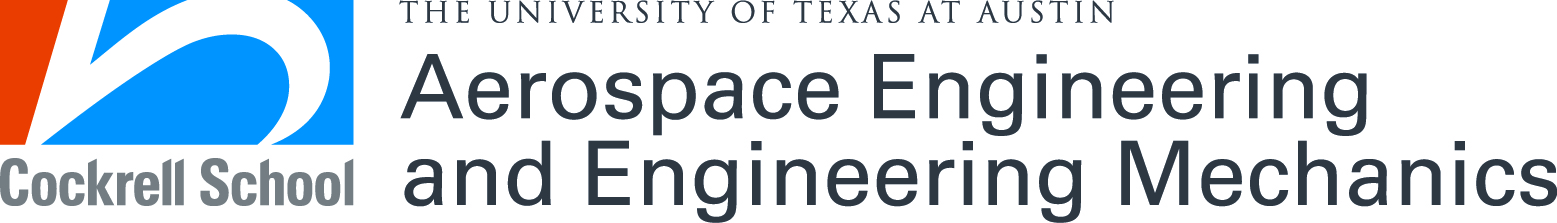 THE UNIVERSITY OF TEXAS AT AUSTIN
Aerospace Engineering
and Engineering Mechanics
Cockrell School